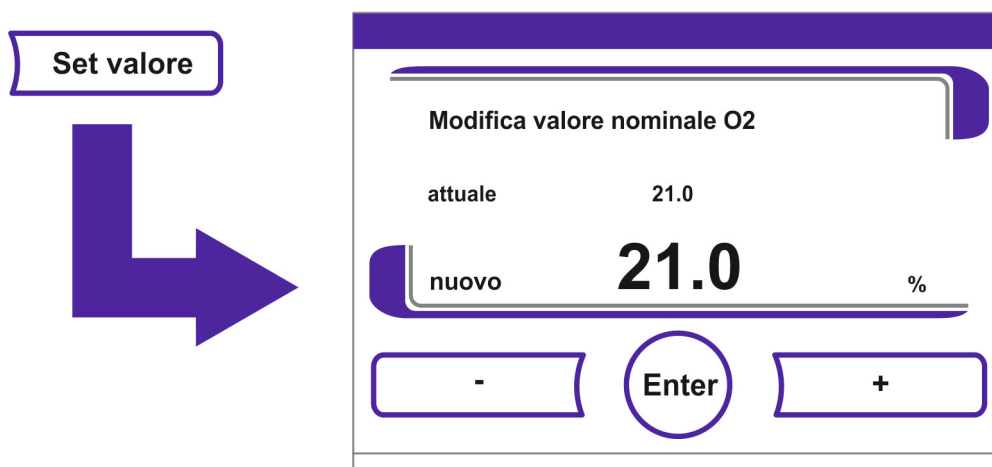 Set valore
Modifica valore nominale O2
attuale 21.0
nuovo 21.0 %
- Enter +